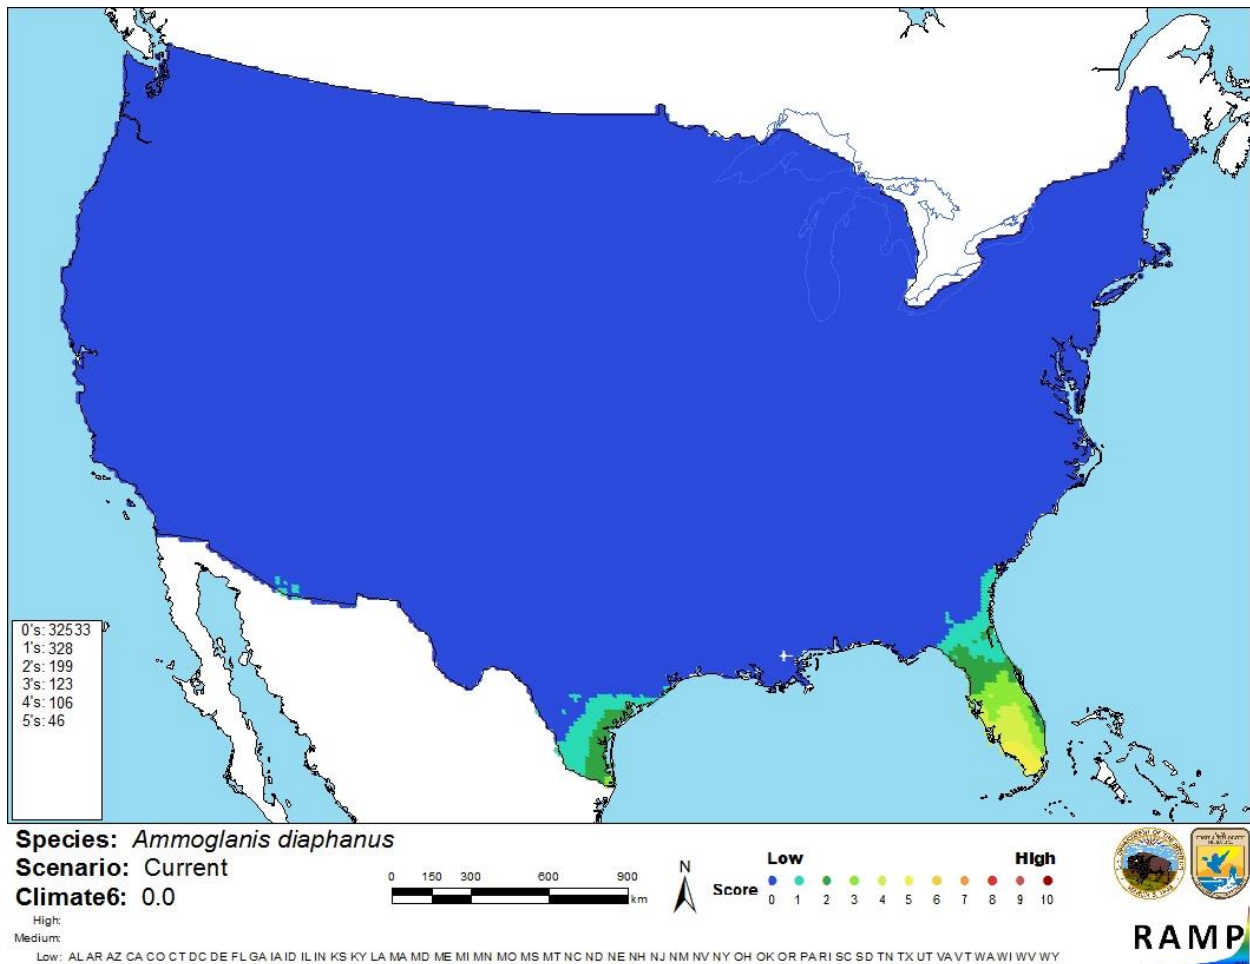 0's: 32533
1's: 328
2's: 199
3's: 123
4's: 106
5's: 46
Species: Ammoglanis diaphanus
Scenario: Current
Climate6: 0.0
High:
Medium:
Low: AL AR AZ CA CO CT DC DE FL GA IA ID IL IN KS KY LA MA MD ME MI MN MO MS MT NC ND NE NH NJ NM NV NY OH OK OR PA RI SC SD TN TX UT VA VT WA WI WV WY
0 150 300 600 900
km
N
Low High
Score
0 1 2 3 4 5 6 7 8 9 10
RAMP